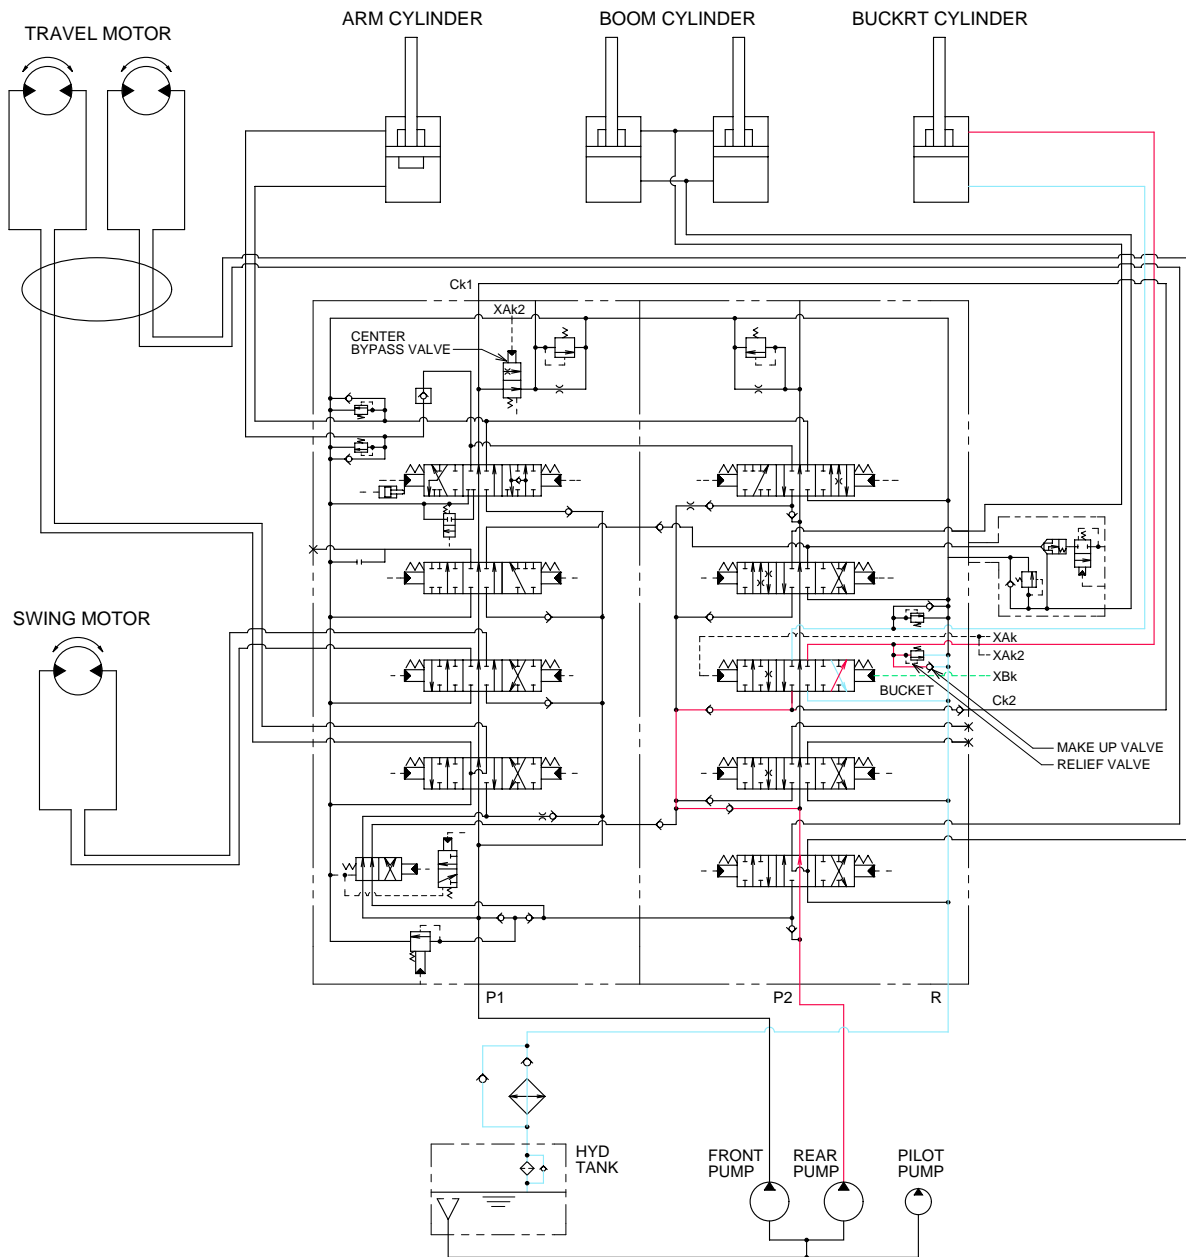 ARM CYLINDER
BOOM CYLINDER
BUCKRT CYLINDER
TRAVEL MOTOR
Ck1
XAk2
CENTER
BYPASS VALVE
SWING MOTOR
XAk
XAk2
XBk
BUCKET
Ck2
MAKE UP VALVE
RELIEF VALVE
P1
P2
R
HYD
TANK
FRONT
PUMP
REAR
PUMP
PILOT
PUMP